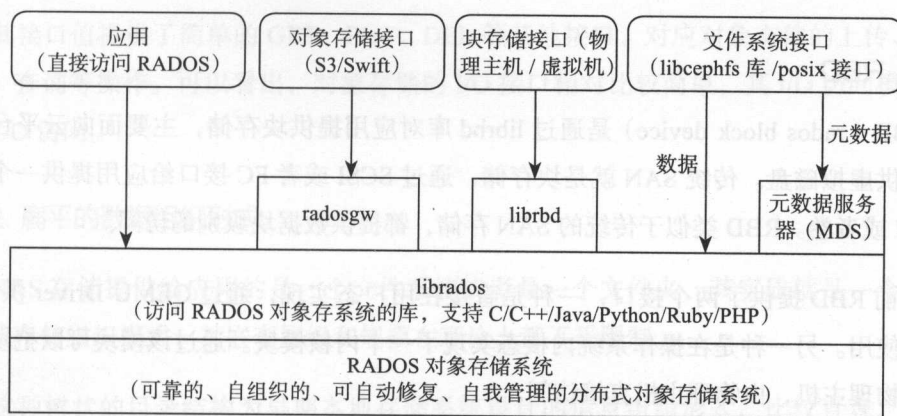 应用
（直接访问 RADOS）
对象存储接口
（S3/Swift）
块存储接口（物
理主机 / 虚拟机）
文件系统接口
（libcephfs 库 /posix 接口）
数据
元数据
radosgw
librbd
元数据服务
器（MDS）
librados
（访问 RADOS 对象存系统的库，支持 C/C++/Java/Python/Ruby/PHP）
RADOS 对象存储系统
（可靠的、自组织的、可自动修复、自我管理的分布式对象存储系统）